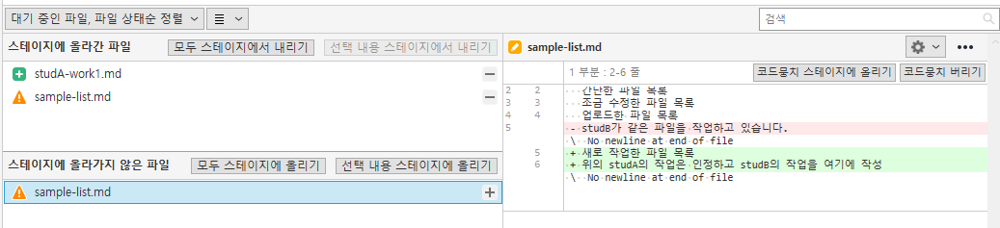 대기 중인 파일, 파일 상태순 정렬
검색
스테이지에 올라간 파일 모두 스테이지에서 내리기 선택 내용 스테이지에서 내리기
studA-work1.md
sample-list.md
스테이지에 올라가지 않은 파일 모두 스테이지에 올리기 선택 내용 스테이지에 올리기
sample-list.md
sample-list.md
1 부분 : 2-6 줄 코드뭉치 스테이지에 올리기 코드뭉치 버리기
2 2 간단한 파일 목록
3 3 조금 수정한 파일 목록
4 4 업로드한 파일 목록
5 - studB가 같은 파일을 작업하고 있습니다.
\ No newline at end of file
5 + 새로 작업한 파일 목록
6 + 위의 studA의 작업은 인정하고 studB의 작업을 여기에 작성
\ No newline at end of file